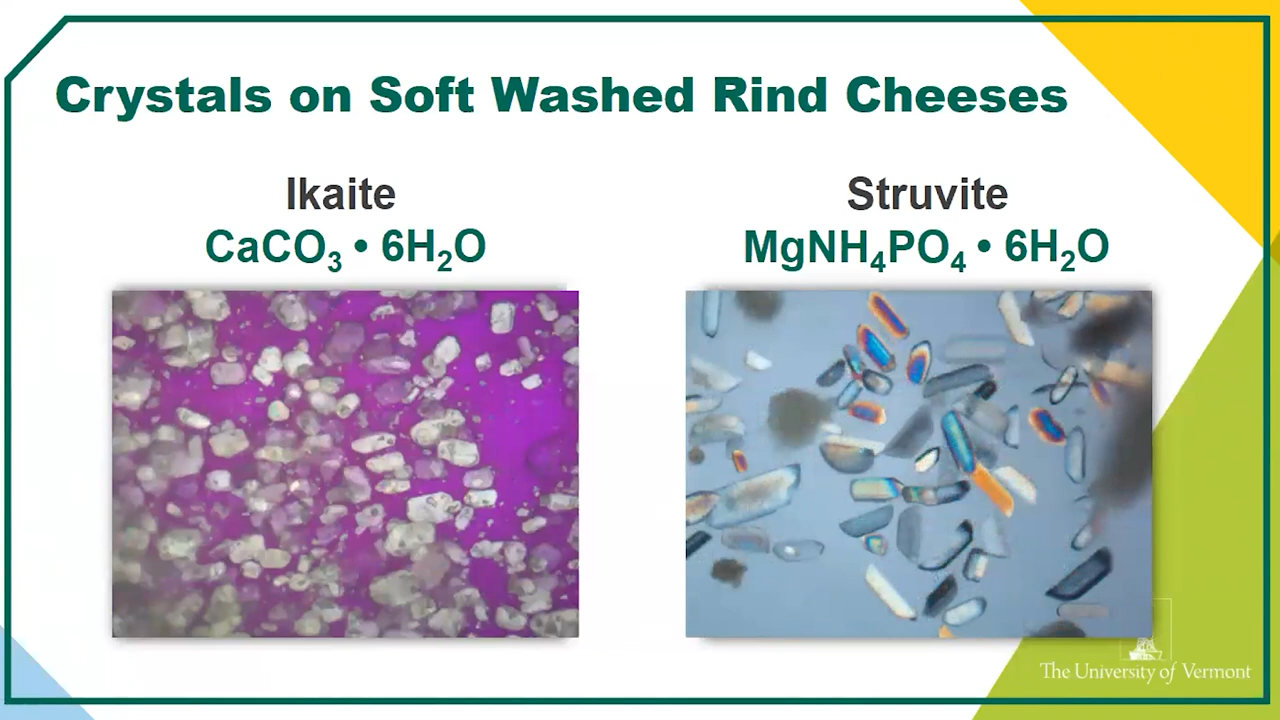 Crystals on Soft Washed Rind Cheeses
Ikaite
CaCO₃ • 6H₂O
Struvite
MgNH₄PO₄ • 6H₂O
The University of Vermont